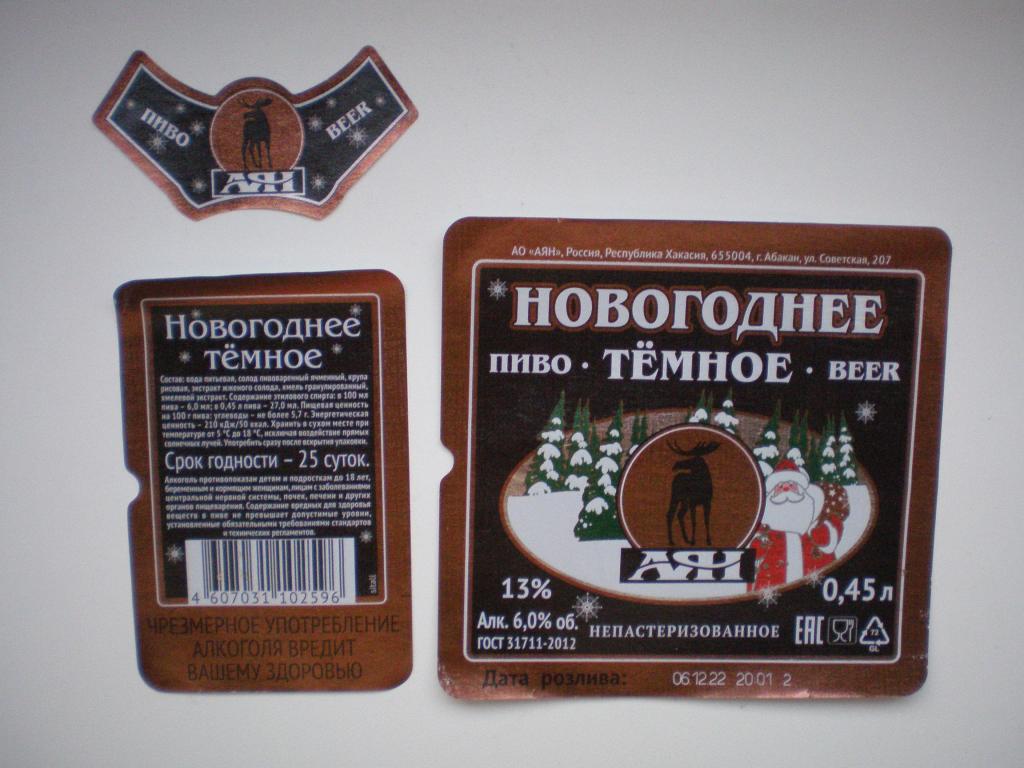 ПИВО
BEER
АЯН
АО «АЯН», Россия, Республика Хакасия, 655004, г. Абакан, ул. Советская, 207
НОВОГОДНЕЕ
ПИВО · ТЁМНОЕ · BEER
АЯН
13%
0,45 л
Алк. 6,0% об.
НЕПАСТЕРИЗОВАННОЕ
EAC
72
GL
ГОСТ 31711-2012
Дата розлива: 06.12.22 20:01 2
Новогоднее
тёмное
Состав: вода питьевая, солод пивоваренный ячменный, крупа
рисовая, экстракт жженого солода, хмель гранулированный,
хмелевой экстракт. Содержание этилового спирта: в 100 мл
пива – 6,0 мл; в 0,45 л пива – 27,0 мл. Пищевая ценность
на 100 г пива: углеводы – не более 5,7 г. Энергетическая
ценность – 210 кДж/50 ккал. Хранить в сухом месте при
температуре от 5 °С до 18 °С, исключая воздействие прямых
солнечных лучей. Употребить сразу после вскрытия упаковки.
Срок годности – 25 суток.
Алкоголь противопоказан детям и подросткам до 18 лет,
беременным и кормящим женщинам, лицам с заболеваниями
центральной нервной системы, почек, печени и других
органов пищеварения. Содержание вредных для здоровья
веществ в пиве не превышает допустимые уровни,
установленные обязательными требованиями стандартов
и технических регламентов.
4 607031 102596
sitall
ЧРЕЗМЕРНОЕ УПОТРЕБЛЕНИЕ
АЛКОГОЛЯ ВРЕДИТ
ВАШЕМУ ЗДОРОВЬЮ